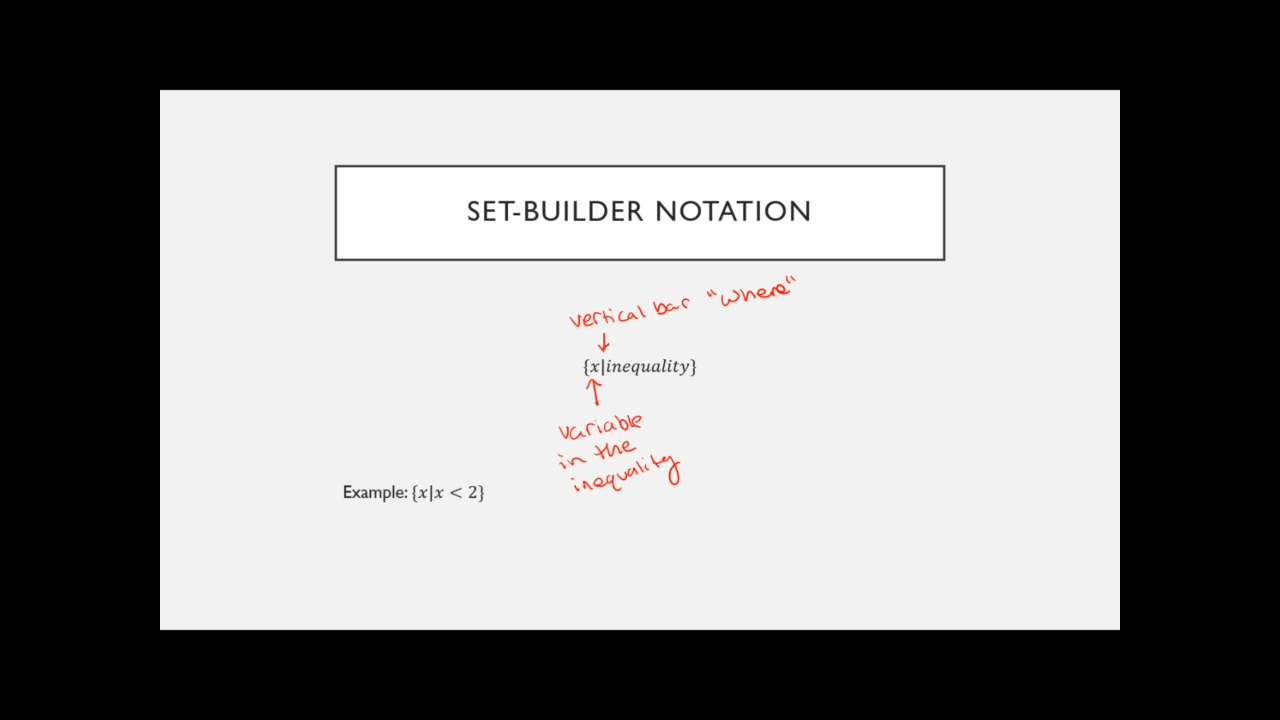 SET-BUILDER NOTATION
vertical bar "where"
{x|inequality}
variable
in the
inequality
Example: {x|x < 2}